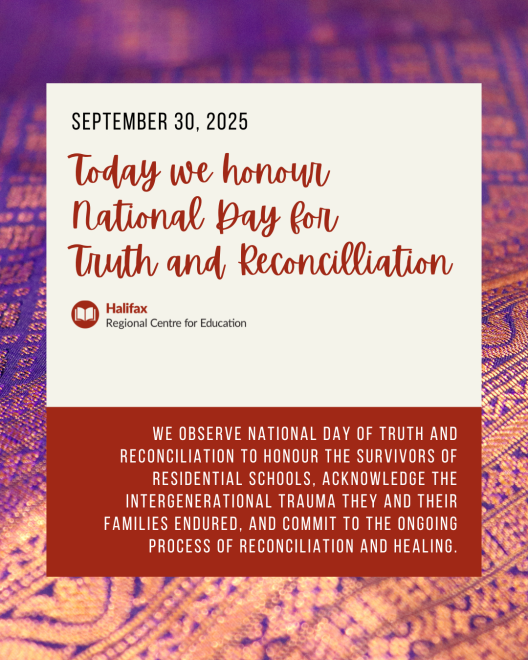 SEPTEMBER 30, 2025
Today we honour
National Day for
Truth and Reconcilliation
Halifax
Regional Centre for Education
WE OBSERVE NATIONAL DAY OF TRUTH AND
RECONCILIATION TO HONOUR THE SURVIVORS OF
RESIDENTIAL SCHOOLS, ACKNOWLEDGE THE
INTERGENERATIONAL TRAUMA THEY AND THEIR
FAMILIES ENDURED, AND COMMIT TO THE ONGOING
PROCESS OF RECONCILIATION AND HEALING.